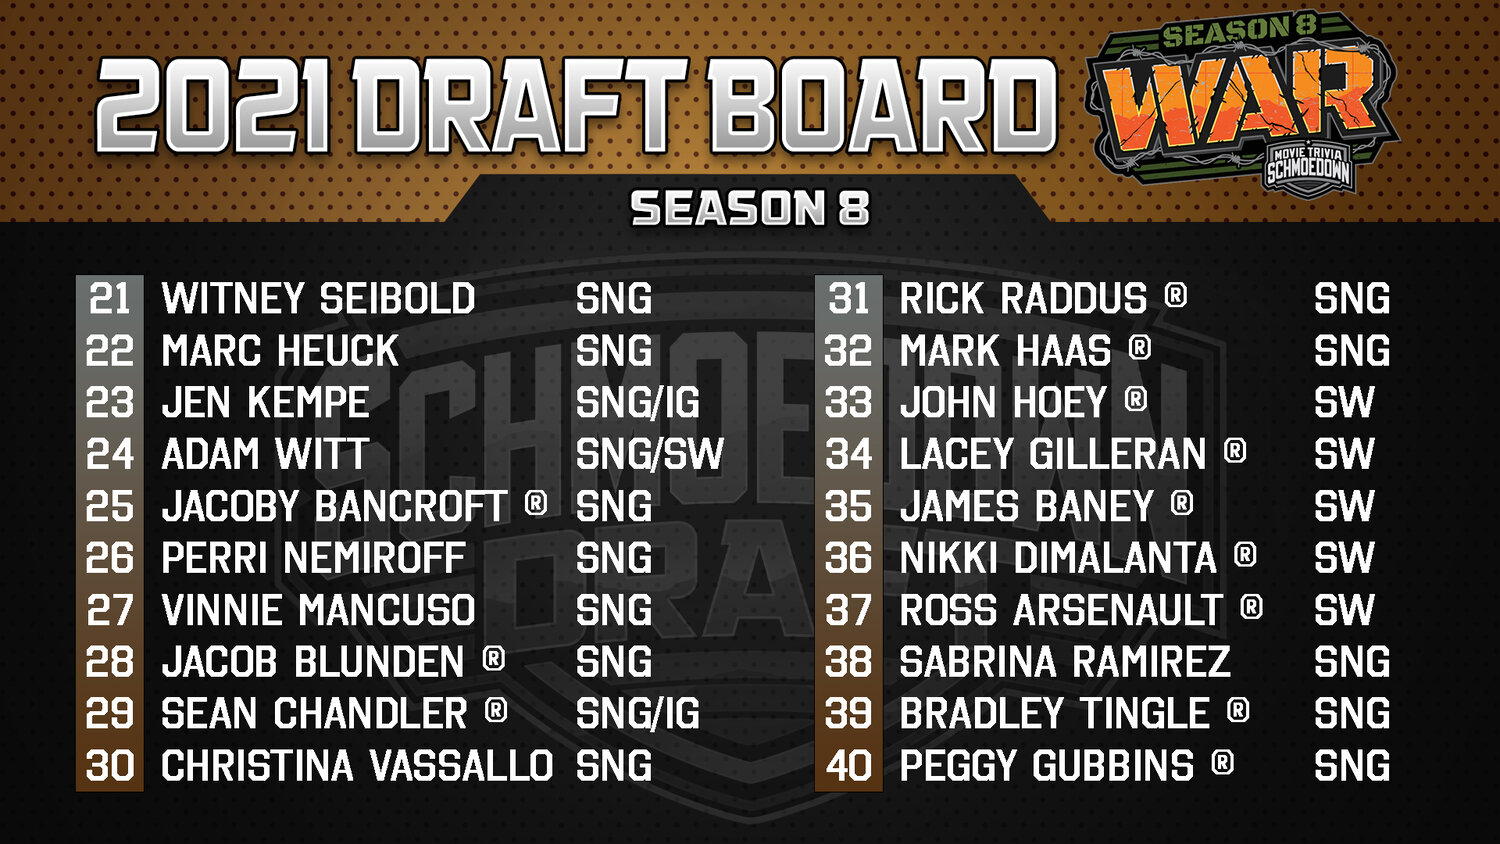 2021 DRAFT BOARD
SEASON 8
WAR
MOVIE TRIVIA
SCHMOEDOWN
SEASON 8
21 WITNEY SEIBOLD SNG
22 MARC HEUCK SNG
23 JEN KEMPE SNG/IG
24 ADAM WITT SNG/SW
25 JACOBY BANCROFT ® SNG
26 PERRI NEMIROFF SNG
27 VINNIE MANCUSO SNG
28 JACOB BLUNDEN ® SNG
29 SEAN CHANDLER ® SNG/IG
30 CHRISTINA VASSALLO SNG
31 RICK RADDUS ® SNG
32 MARK HAAS ® SNG
33 JOHN HOEY ® SW
34 LACEY GILLERAN ® SW
35 JAMES BANEY ® SW
36 NIKKI DIMALANTA ® SW
37 ROSS ARSENAULT ® SW
38 SABRINA RAMIREZ SNG
39 BRADLEY TINGLE ® SNG
40 PEGGY GUBBINS ® SNG
SCHMOEDOWN
DRAFT